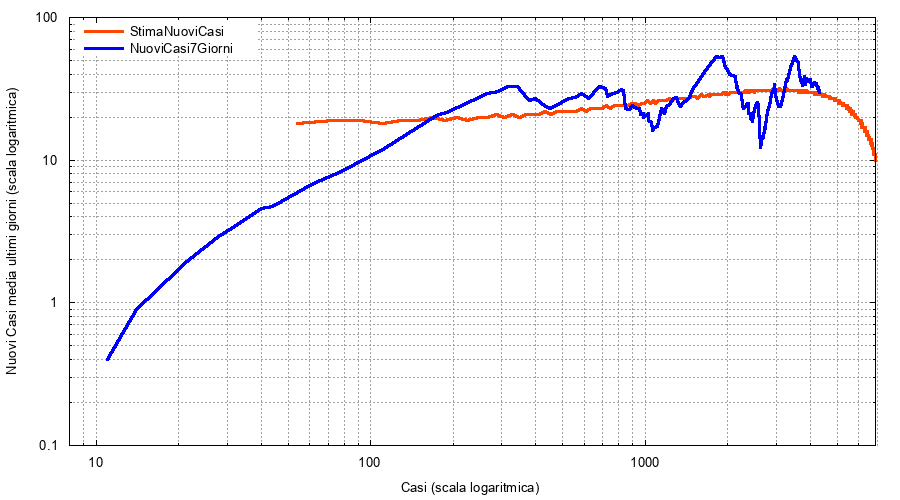 StimaNuoviCasi
NuoviCasi7Giorni
Nuovi Casi media ultimi giorni (scala logaritmica)
100
10
1
0.1
10
100
1000
Casi (scala logaritmica)